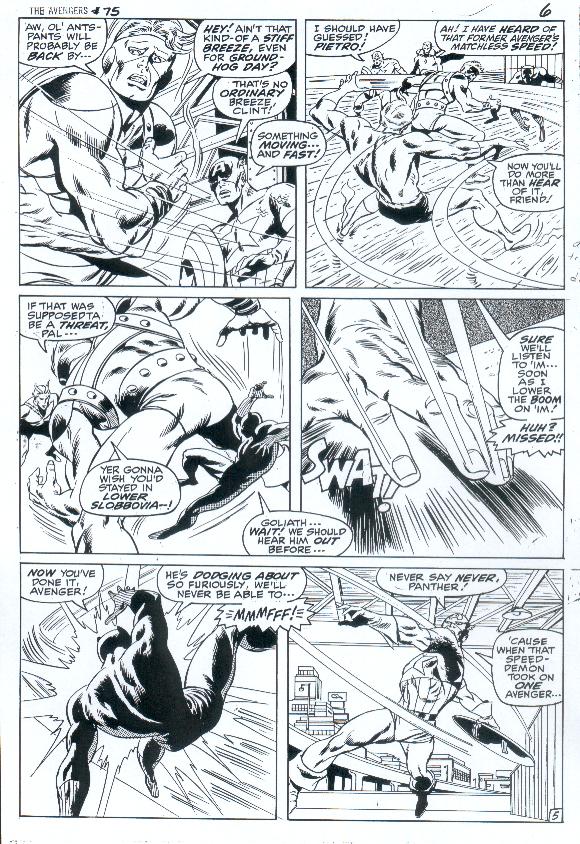 THE AVENGERS #75
6
AW, OL' ANTS-
PANTS WILL
PROBABLY BE
BACK BY---
HEY! AIN'T THAT
KIND-OF A STIFF
BREEZE, EVEN
FOR GROUND-
HOG DAY?
THAT'S NO
ORDINARY
BREEZE,
CLINT!
SOMETHING
MOVING---
AND FAST!
I SHOULD HAVE
GUESSED!
PIETRO!
AH! I HAVE HEARD OF
THAT FORMER AVENGER'S
MATCHLESS SPEED!
NOW YOU'LL
DO MORE
THAN HEAR
OF IT,
FRIEND!
IF THAT WAS
SUPPOSEDTA
BE A THREAT,
PAL---
YER GONNA
WISH YOU'D
STAYED IN
LOWER
SLOBBOVIA--!
GOLIATH---
WAIT! WE SHOULD
HEAR HIM OUT
BEFORE---
SURE
WE'LL
LISTEN
TO 'IM---
SOON
AS I
LOWER
THE BOOM
ON 'IM!
HUH?
MISSED!!
SWAT!!
NOW YOU'VE
DONE IT,
AVENGER!
HE'S DODGING ABOUT
SO FURIOUSLY, WE'LL
NEVER BE ABLE TO---
=MMMFFF!=
NEVER SAY NEVER,
PANTHER!
'CAUSE
WHEN THAT
SPEED-
DEMON
TOOK ON
ONE
AVENGER---
5